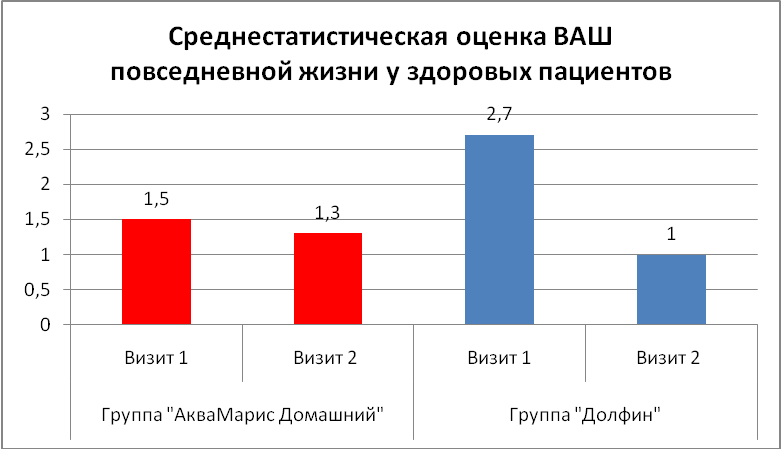 Среднестатистическая оценка ВАШ
повседневной жизни у здоровых пациентов
3
2,5
2
1,5
1
0,5
0
1,5
1,3
2,7
1
Визит 1
Визит 2
Визит 1
Визит 2
Группа "АкваМарис Домашний"
Группа "Долфин"